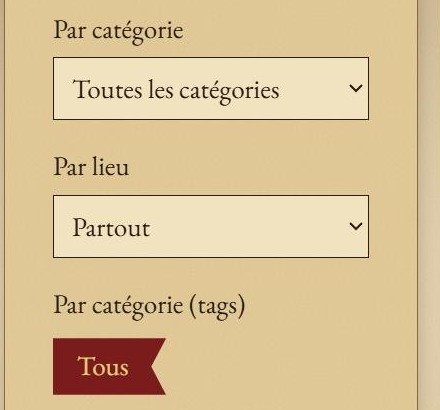 Par catégorie
Toutes les catégories
Par lieu
Partout
Par catégorie (tags)
Tous